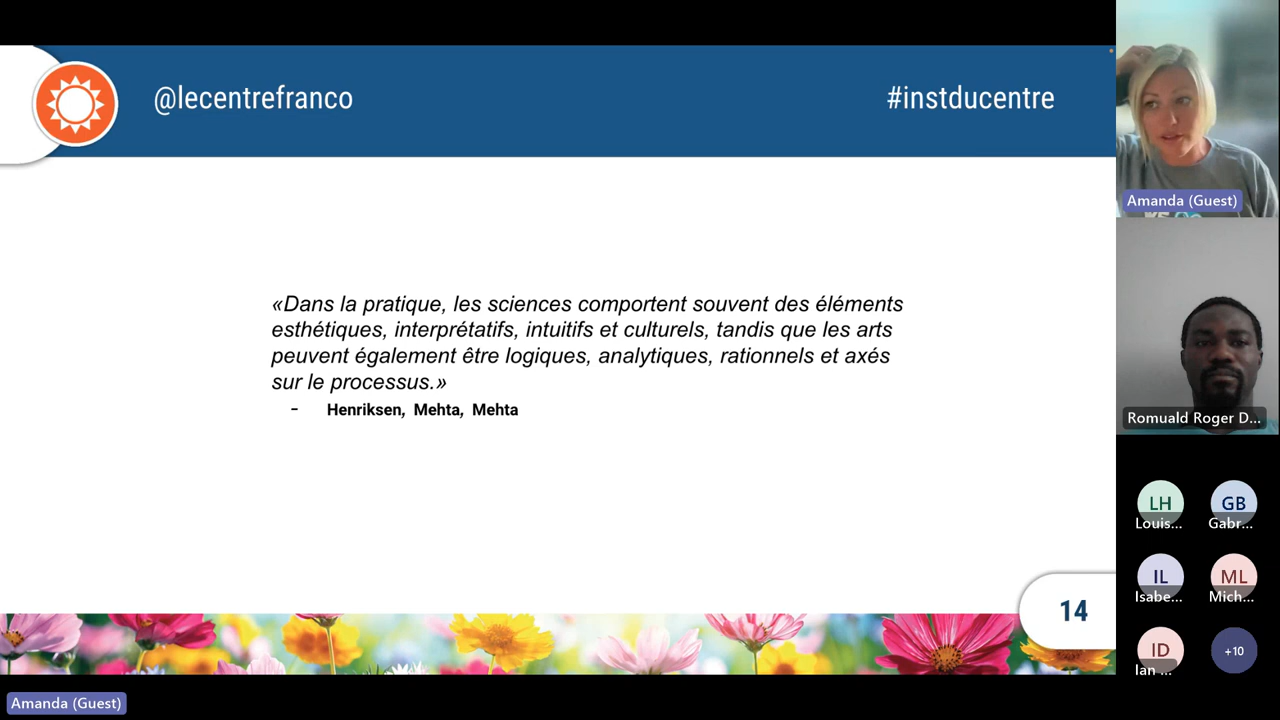 @lecentrefranco
#instducentre
«Dans la pratique, les sciences comportent souvent des éléments
esthétiques, interprétatifs, intuitifs et culturels, tandis que les arts
peuvent également être logiques, analytiques, rationnels et axés
sur le processus.»
- Henriksen, Mehta, Mehta
14
Amanda (Guest)
Romuald Roger D...
LH
Louis...
GB
Gabr...
IL
Isabe...
ML
Mich...
ID
Ian ...
+10
Amanda (Guest)